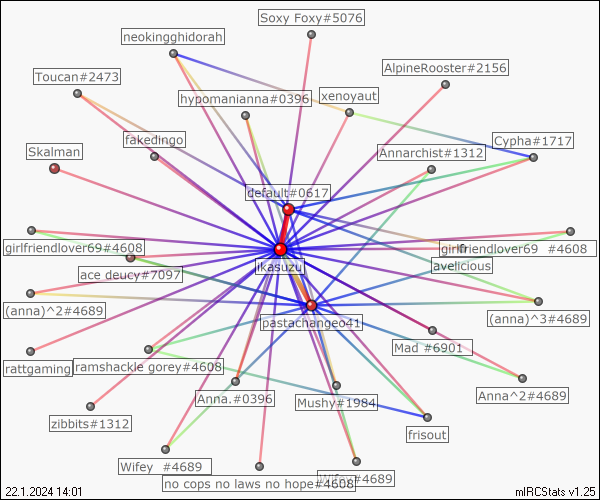 Soxy Foxy#5076
neokingghidorah
AlpineRooster#2156
Toucan#2473
hypomanianna#0396
xenoyaut
fakedingo
Cypha#1717
Skalman
Annarchist#1312
default#0617
girlfriendlover69#4608
girlfriendlover69 #4608
ikasuzu
avelicious
ace deucy#7097
(anna)^2#4689
(anna)^3#4689
pastachangeo41
Mad #6901
rattgaming
ramshackle gorey#4608
Anna.#0396
Mushy#1984
Anna^2#4689
zibbits#1312
frisout
Wifey #4689
Wifey#4689
no cops no laws no hope#4608
22.1.2024 14:01
mIRCStats v1.25